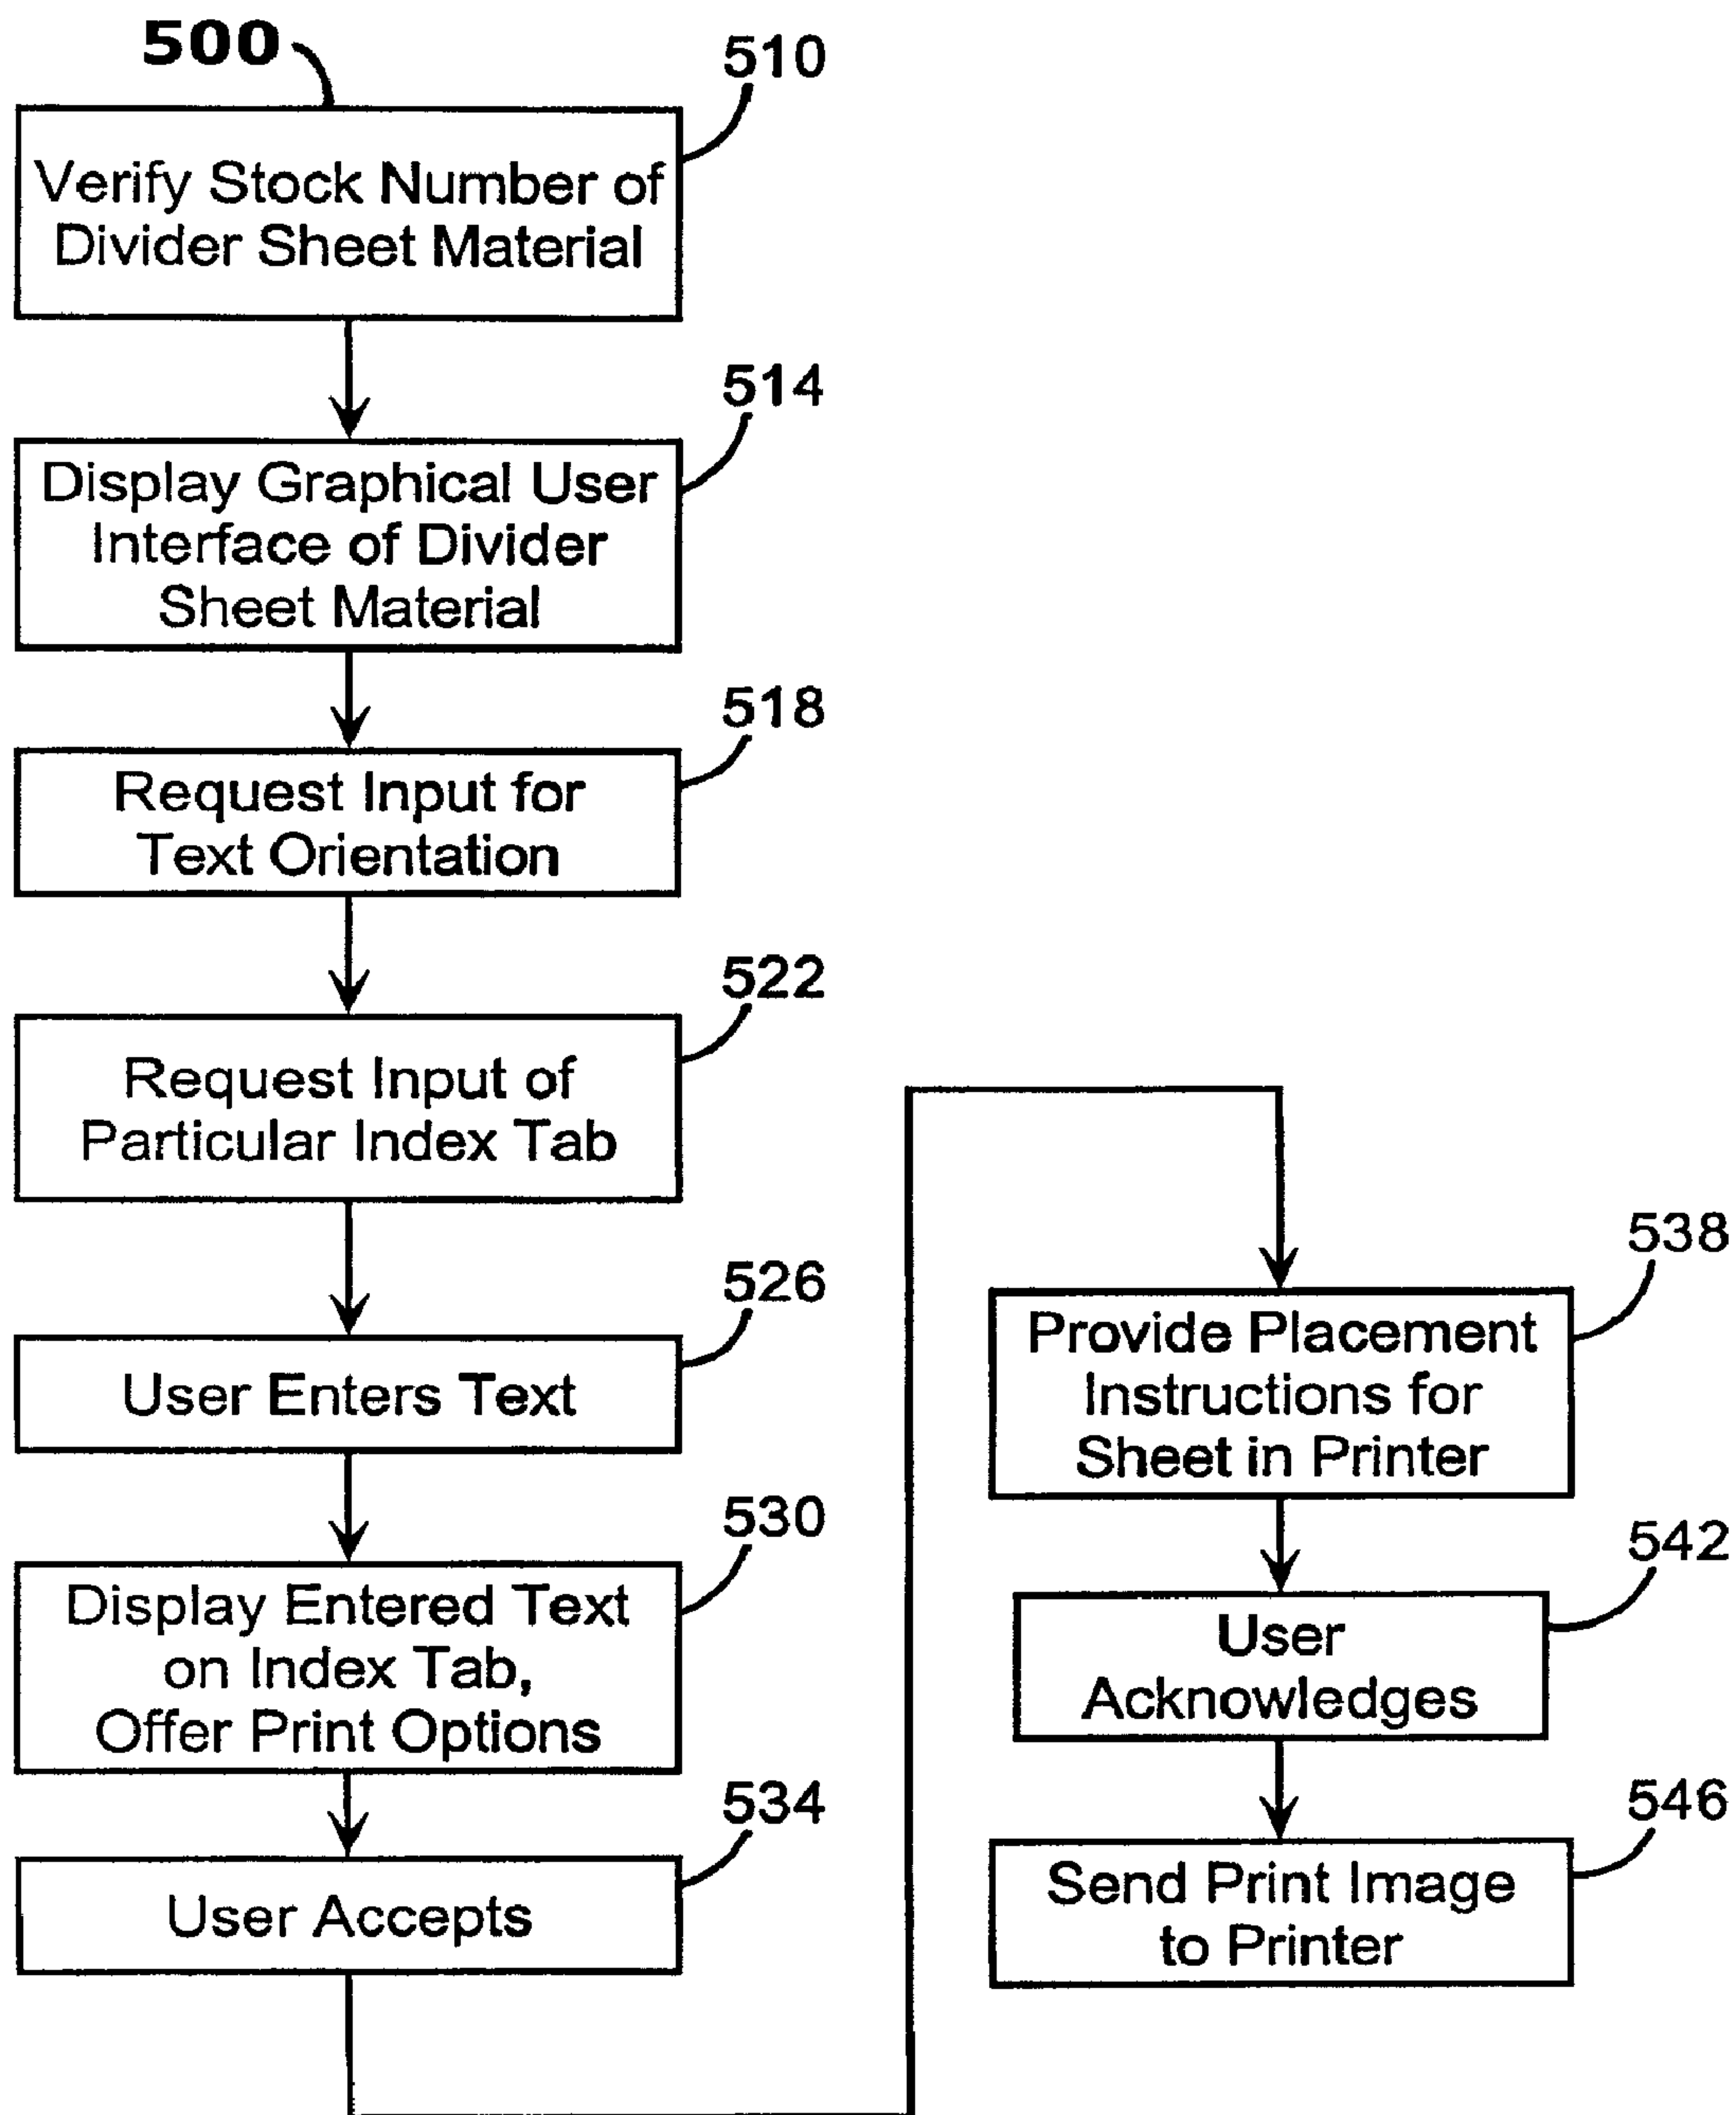 500
510
Verify Stock Number of
Divider Sheet Material
514
Display Graphical User
Interface of Divider
Sheet Material
518
Request Input for
Text Orientation
522
Request Input of
Particular Index Tab
526
User Enters Text
530
Display Entered Text
on Index Tab,
Offer Print Options
534
User Accepts
538
Provide Placement
Instructions for
Sheet in Printer
542
User
Acknowledges
546
Send Print Image
to Printer